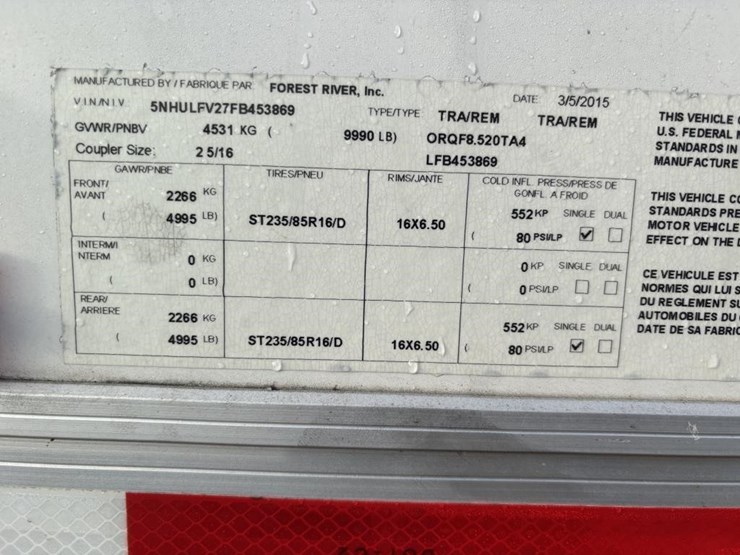 MANUFACTURED BY / FABRIQUE PAR FOREST RIVER, Inc. DATE 3/5/2015
VIN/NIV 5NHULFV27FB453869 TYPE/TYPE TRA/REM TRA/REM
GVWR/PNBV 4531 KG ( 9990 LB) ORQF8.520TA4
Coupler Size: 2 5/16 LFB453869
GAWR/PNBE TIRES/PNEU RIMS/JANTE COLD INFL. PRESS/PRESS DE
GONFL. A FROID
FRONT/
AVANT 2266 KG
( 4995 LB) ST235/85R16/D 16X6.50 552 KP SINGLE DUAL
( 80 PSI/LP
INTERM/I
NTERM 0 KG 0 KP SINGLE DUAL
( 0 LB) ( 0 PSI/LP
REAR/
ARRIERE 2266 KG 552 KP SINGLE DUAL
( 4995 LB) ST235/85R16/D 16X6.50 ( 80 PSI/LP
THIS VEHICLE
U.S. FEDERAL
STANDARDS IN
MANUFACTURE
THIS VEHICLE CO
STANDARDS PRE
MOTOR VEHICLE
EFFECT ON THE
CE VEHICULE EST
NORMES QUI LUI S
DU REGLEMENT SU
AUTOMOBILES DU
DATE DE SA FABRIC